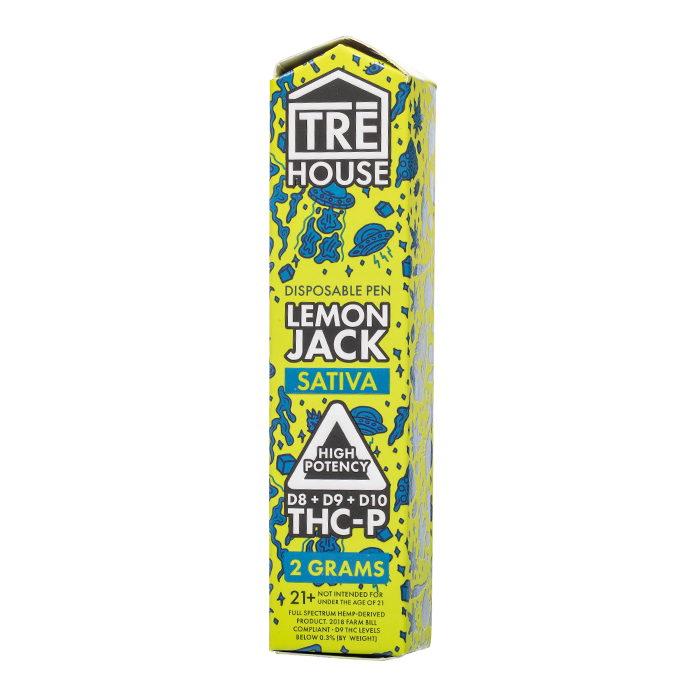 TRĒ
HOUSE
DISPOSABLE PEN
LEMON
JACK
SATIVA
HIGH
POTENCY
D8 + D9 + D10
THC-P
2 GRAMS
21+ NOT INTENDED FOR
UNDER THE AGE OF 21
FULL SPECTRUM HEMP-DERIVED
PRODUCT. 2018 FARM BILL
COMPLIANT - D9 THC LEVELS
BELOW 0.3% (BY WEIGHT)